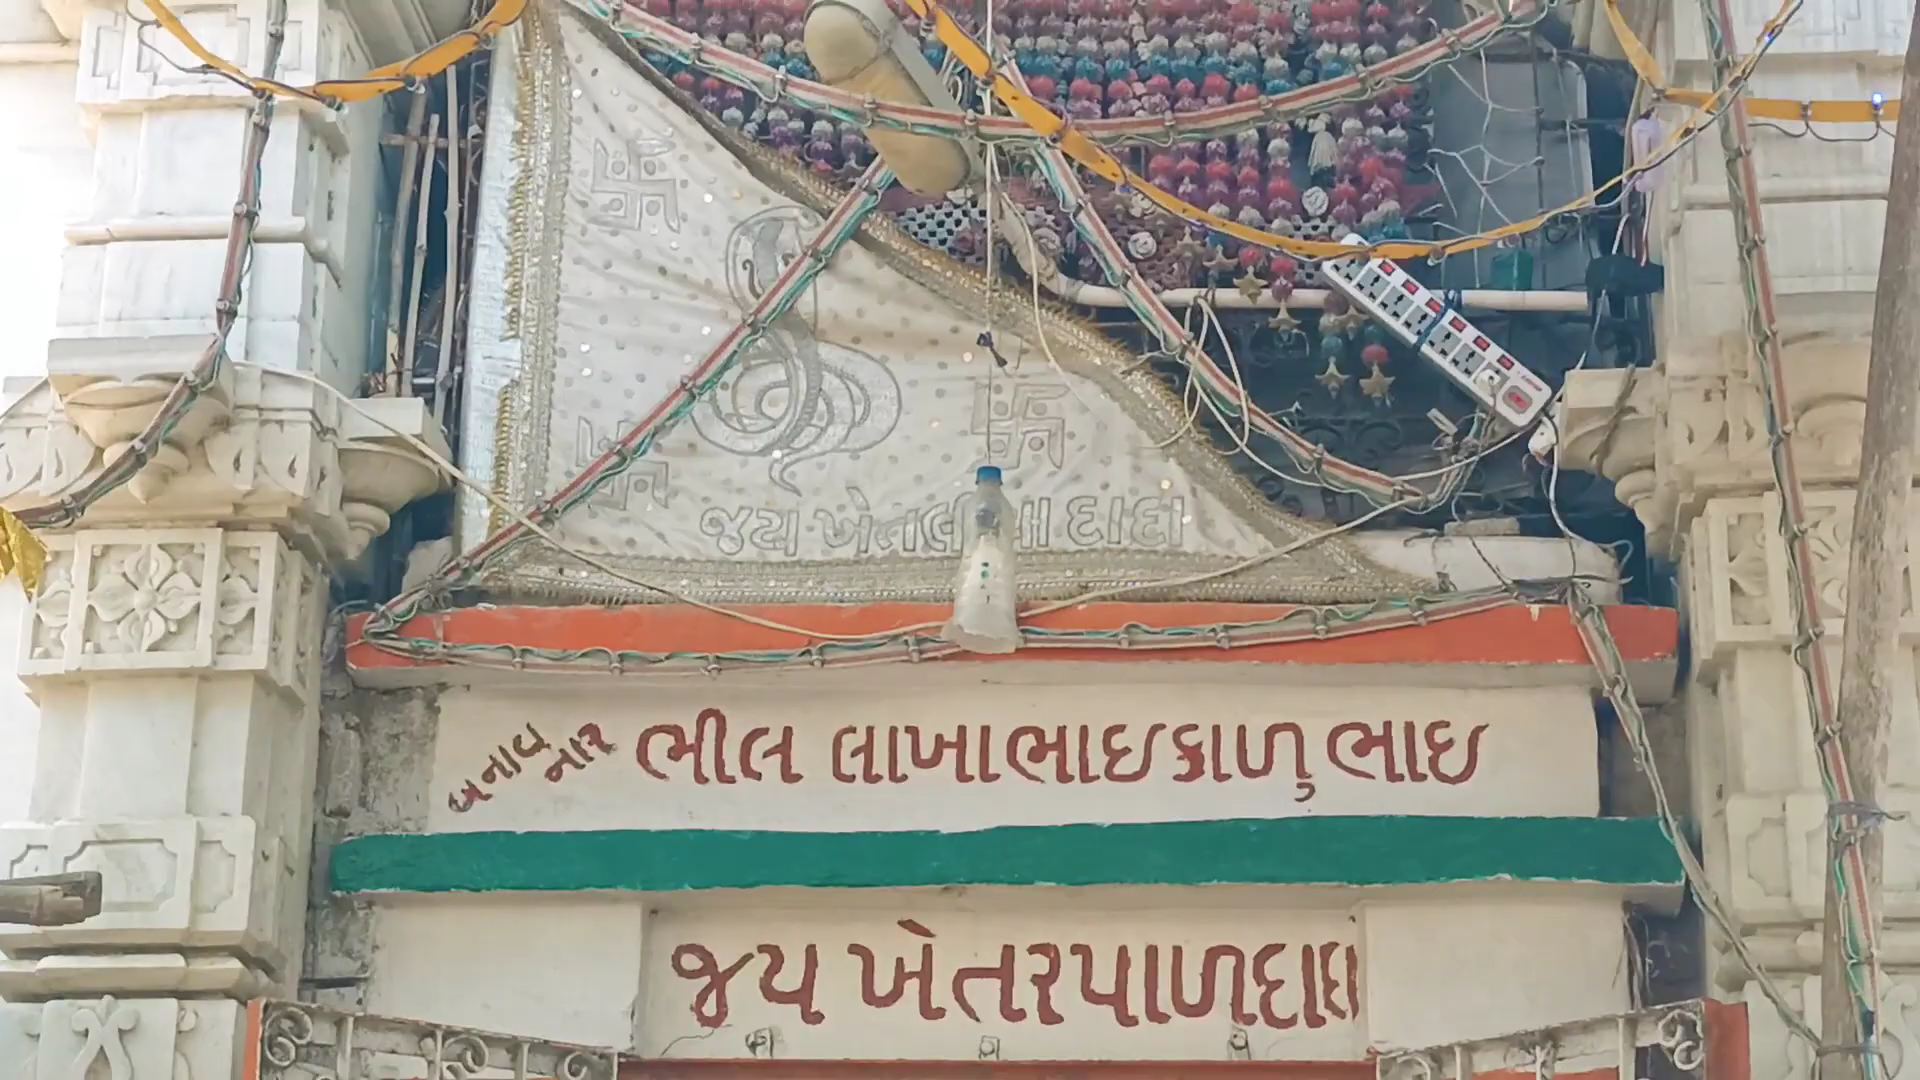 જય ખેતલીયા દાદા
બનાવનાર ભીલ લાખાભાઇ કાળુભાઇ
જય ખેતરપાળદાદા